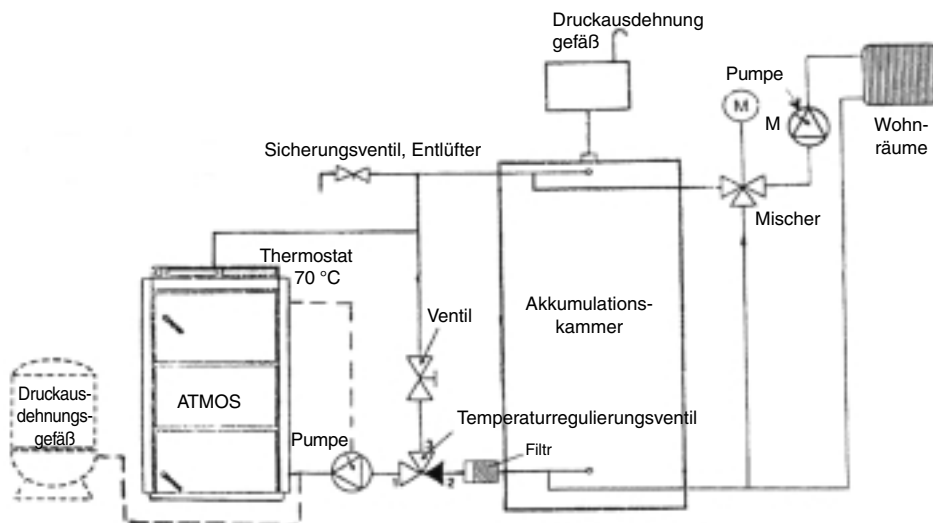 Druckausdehnung
gefäß
Pumpe
M
M
Wohn-
räume
Sicherungsventil, Entlüfter
Mischer
Thermostat
70 °C
Akkumulations-
kammer
Ventil
Druckaus-
dehnungs-
gefäß
ATMOS
Pumpe
Temperaturregulierungsventil
Filtr
3
1
2